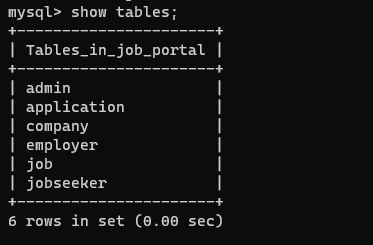 mysql> show tables;
+----------------------+
| Tables_in_job_portal |
+----------------------+
| admin                |
| application          |
| company              |
| employer             |
| job                  |
| jobseeker            |
+----------------------+
6 rows in set (0.00 sec)